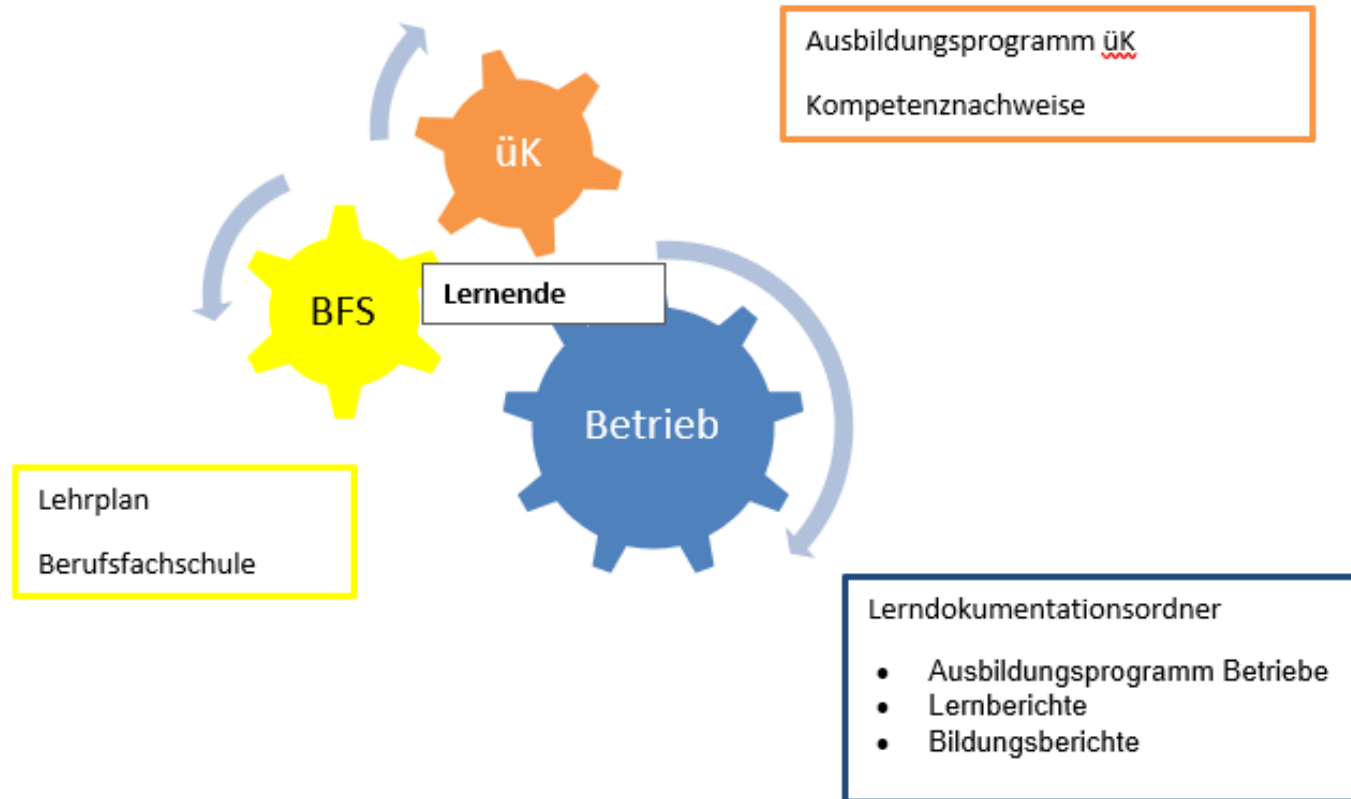 Ausbildungsprogramm üK
Kompetenznachweise
üK
BFS
Lernende
Betrieb
Lehrplan
Berufsfachschule
Lerndokumentationsordner
• Ausbildungsprogramm Betriebe
• Lernberichte
• Bildungsberichte